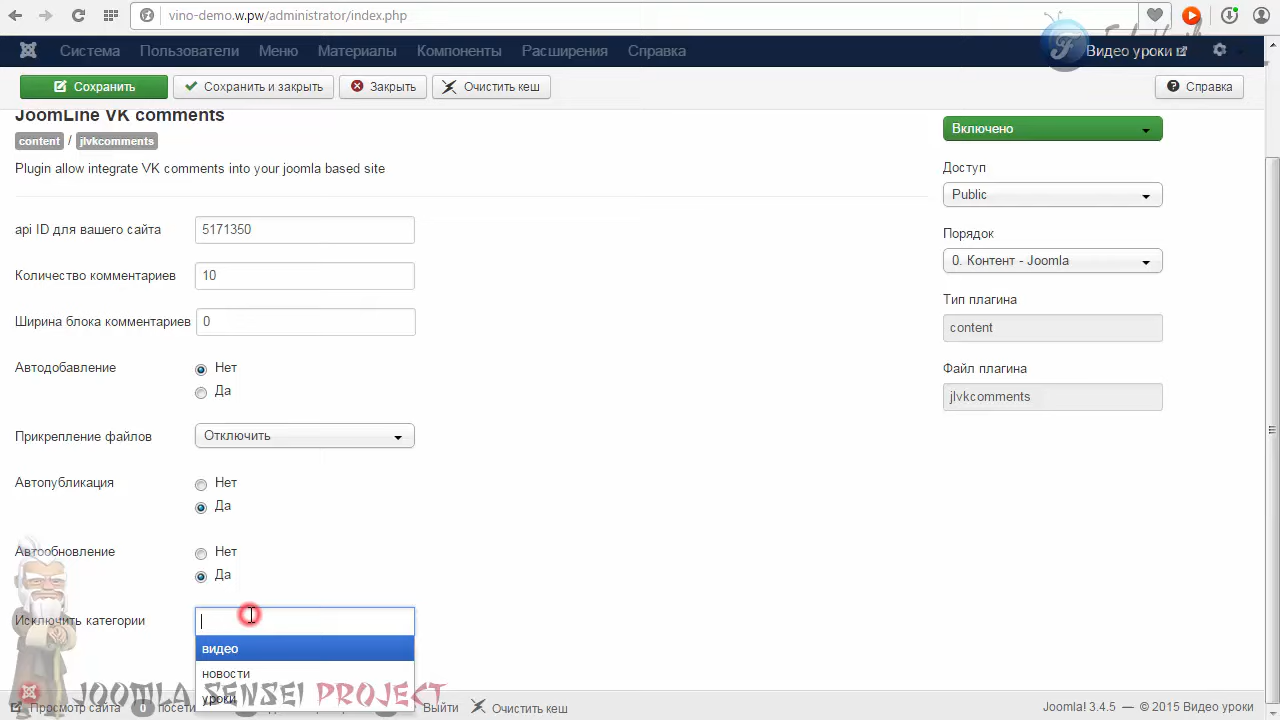 vino-demo.w.pw/administrator/index.php
Система Пользователи Меню Материалы Компоненты Расширения Справка Видео уроки
Сохранить Сохранить и закрыть Закрыть Очистить кеш Справка
JoomLine VK comments
content / jlvkcomments
Plugin allow integrate VK comments into your joomla based site
api ID для вашего сайта 5171350
Количество комментариев 10
Ширина блока комментариев 0
Автодобавление Нет
Да
Прикрепление файлов Отключить
Автопубликация Нет
Да
Автообновление Нет
Да
Исключить категории
видео
новости
уроки
Включено
Доступ
Public
Порядок
0. Контент - Joomla
Тип плагина
content
Файл плагина
jlvkcomments
JOOMLA SENSEI PROJECT
Просмотр сайта 0 посети Выйти Очистить кеш Joomla! 3.4.5 — © 2015 Видео уроки